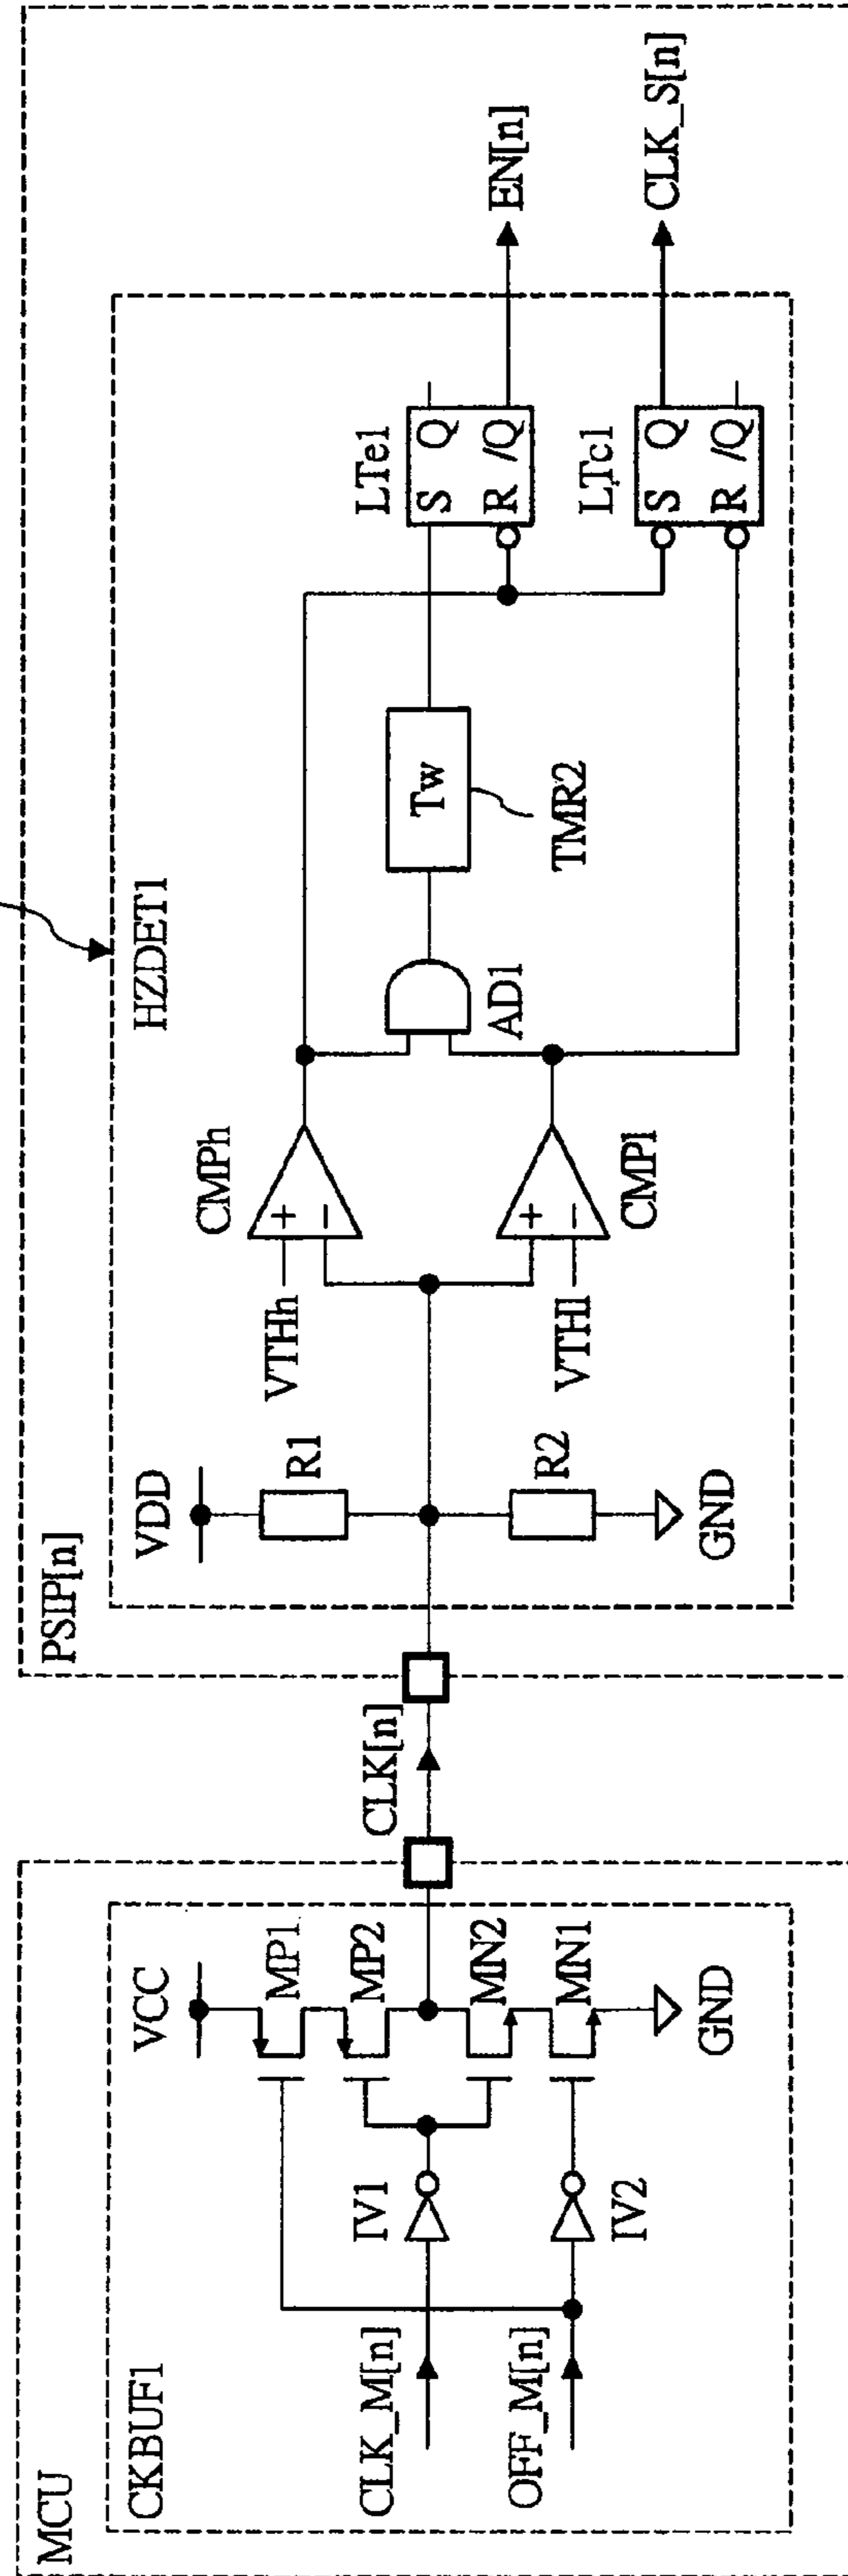 MCU
CKBUF1
CLK_M[n]
OFF_M[n]
IV1
IV2
VCC
MP1
MP2
MN2
MN1
GND
CLK[n]
PSIP[n]
HZDET1
VDD
R1
R2
GND
VTHh
VTHl
CMPh
+
−
CMPl
+
−
AD1
Tw
TMR2
LTe1
S Q
R /Q
LTc1
S Q
R /Q
EN[n]
CLK_S[n]